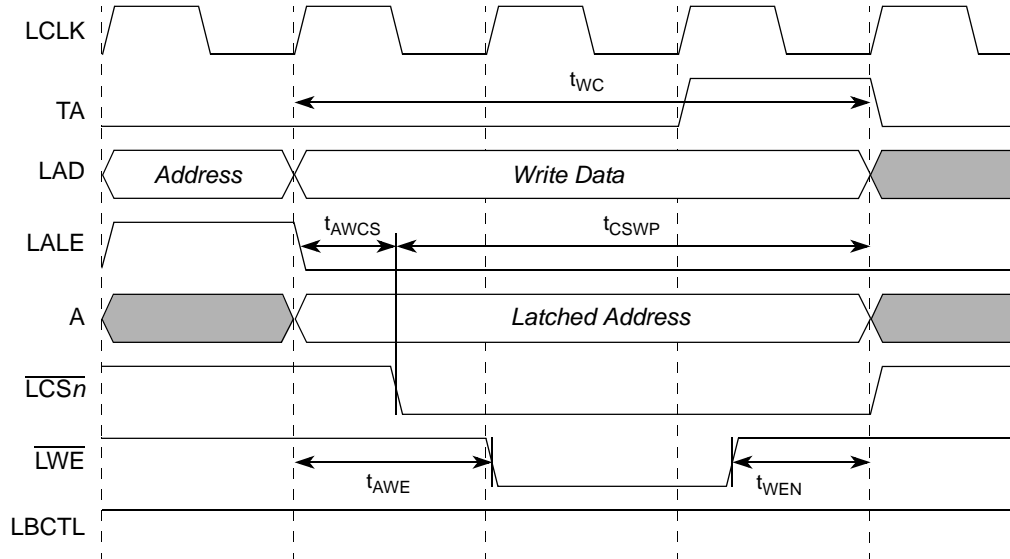 LCLK
t_WC
TA
LAD Address Write Data
t_AWCS t_CSWP
LALE
A Latched Address
LCSn
LWE
t_AWE t_WEN
LBCTL